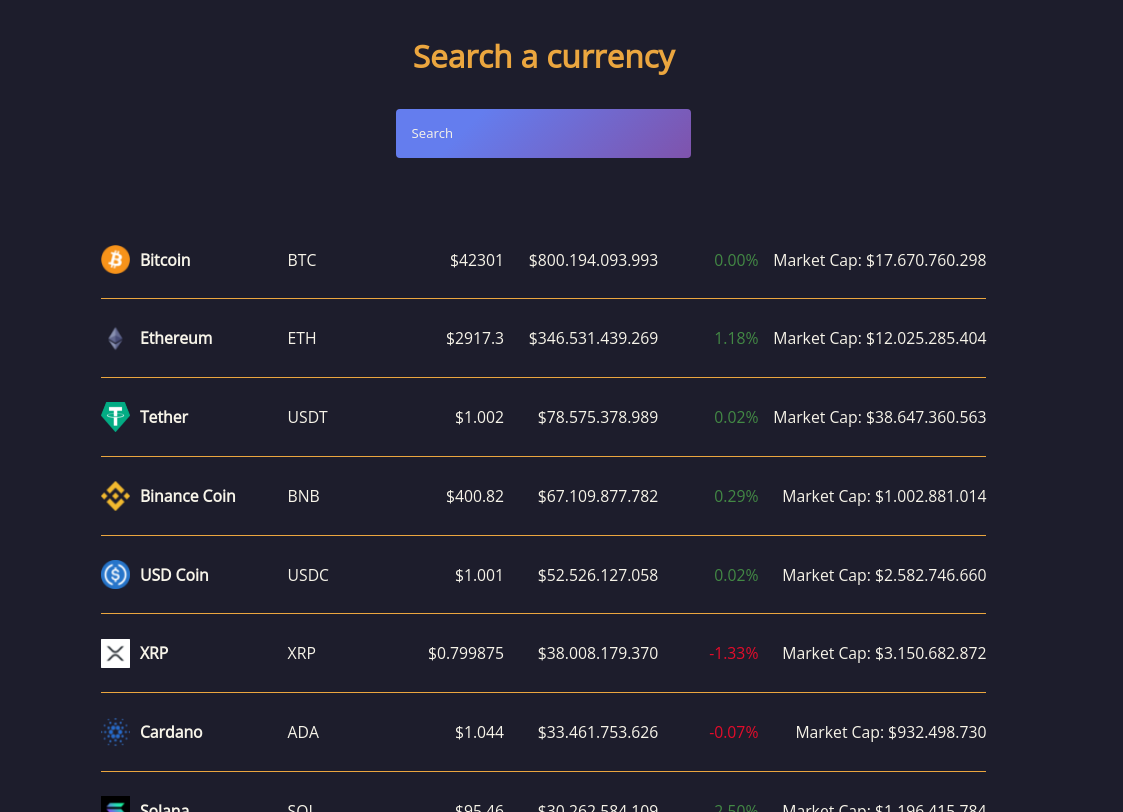 Search a currency
Search
Bitcoin BTC $42301 $800.194.093.993 0.00% Market Cap: $17.670.760.298
Ethereum ETH $2917.3 $346.531.439.269 1.18% Market Cap: $12.025.285.404
Tether USDT $1.002 $78.575.378.989 0.02% Market Cap: $38.647.360.563
Binance Coin BNB $400.82 $67.109.877.782 0.29% Market Cap: $1.002.881.014
USD Coin USDC $1.001 $52.526.127.058 0.02% Market Cap: $2.582.746.660
XRP XRP $0.799875 $38.008.179.370 -1.33% Market Cap: $3.150.682.872
Cardano ADA $1.044 $33.461.753.626 -0.07% Market Cap: $932.498.730
Solana SOL $95.46 $30.262.584.109 2.50% Market Cap: $1.196.415.784